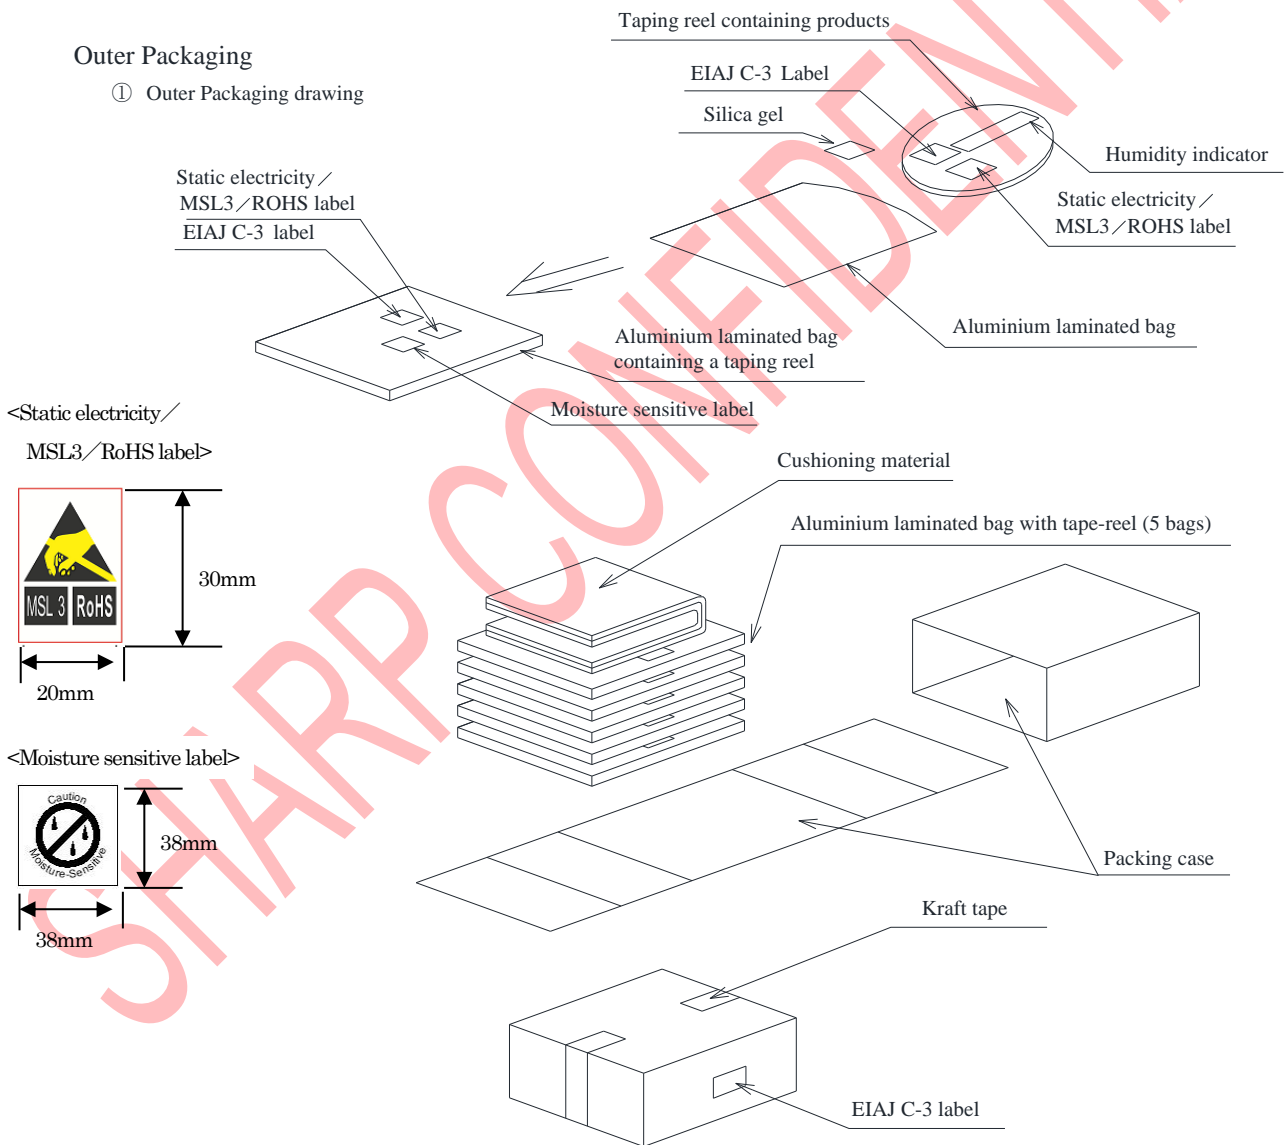 Outer Packaging
① Outer Packaging drawing
Taping reel containing products
EIAJ C-3 Label
Silica gel
Humidity indicator
Static electricity／
MSL3／ROHS label
Static electricity／
MSL3／ROHS label
EIAJ C-3 label
Aluminium laminated bag
Aluminium laminated bag
containing a taping reel
Moisture sensitive label
<Static electricity／
MSL3／RoHS label>
MSL 3 RoHS
30mm
20mm
Cushioning material
Aluminium laminated bag with tape-reel (5 bags)
<Moisture sensitive label>
Caution
Moisture-Sensitive
38mm
38mm
Packing case
Kraft tape
EIAJ C-3 label
SHARP CONFIDENTI